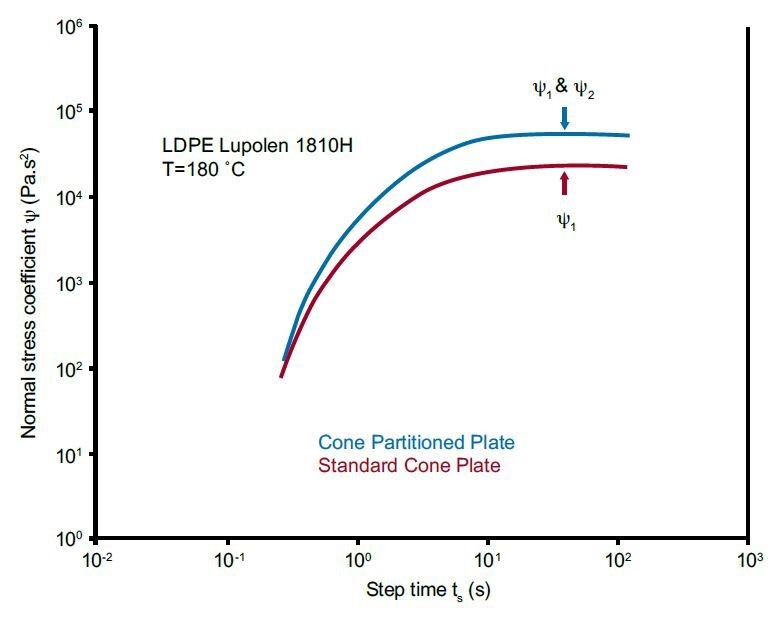 10⁶
10⁵
10⁴
10³
10²
10¹
10⁰
Normal stress coefficient ψ (Pa.s²)
LDPE Lupolen 1810H
T=180 ˚C
ψ₁ & ψ₂
ψ₁
Cone Partitioned Plate
Standard Cone Plate
10⁻² 10⁻¹ 10⁰ 10¹ 10² 10³
Step time tₛ (s)